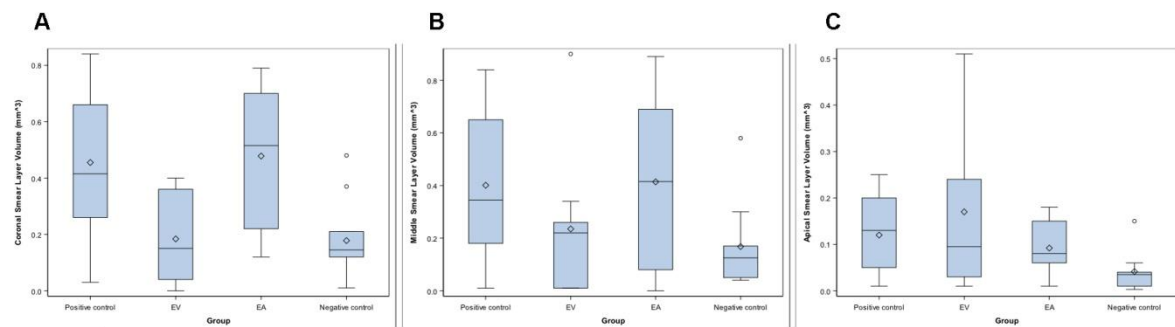 A
B
C
Coronal Smear Layer Volume (mm^3)
0.8
0.6
0.4
0.2
0.0
Positive control
EV
EA
Negative control
Group
Middle Smear Layer Volume (mm^3)
0.8
0.6
0.4
0.2
0.0
Positive control
EV
EA
Negative control
Group
Apical Smear Layer Volume (mm^3)
0.5
0.4
0.3
0.2
0.1
0.0
Positive control
EV
EA
Negative control
Group